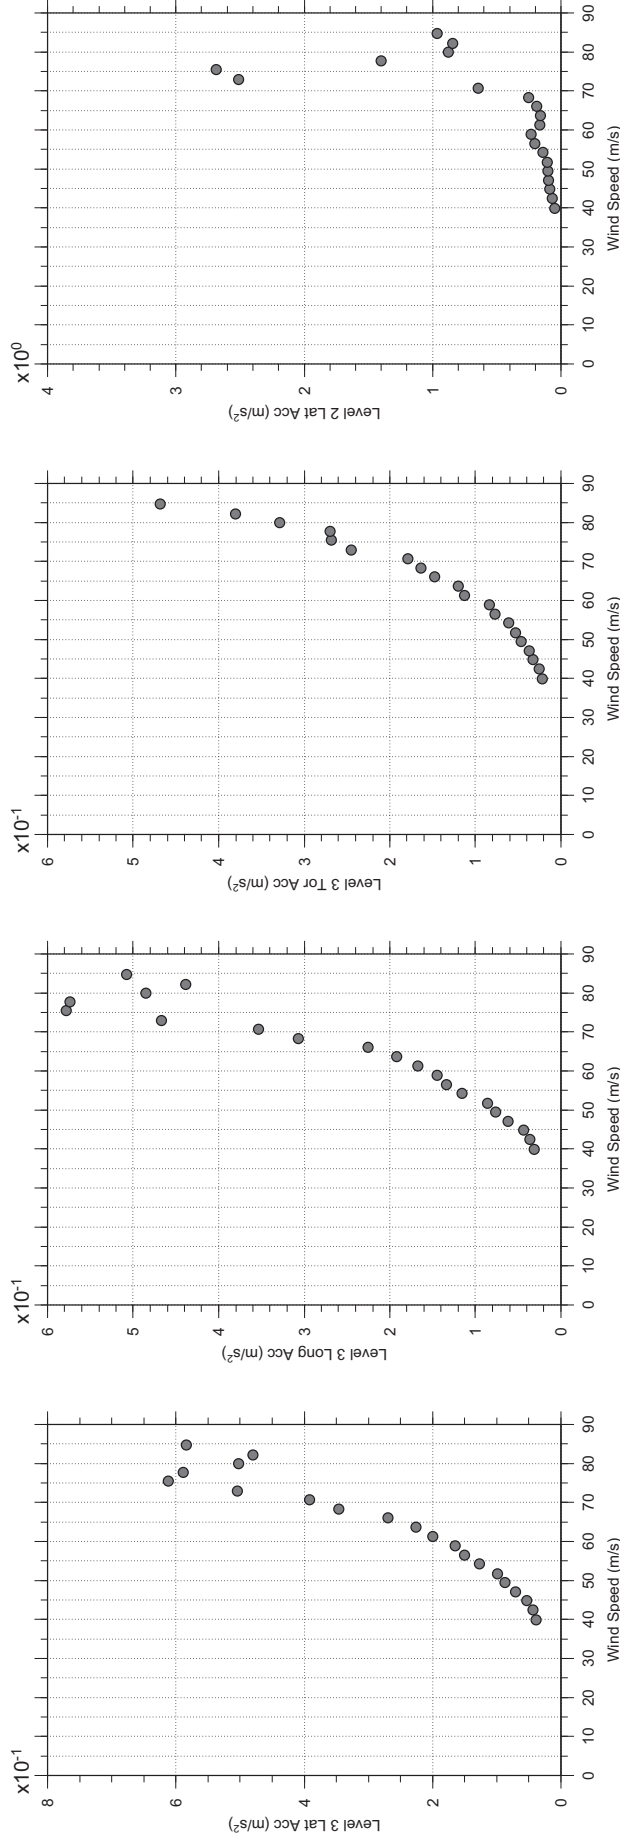 x10⁻¹
8
6
4
2
0
Level 3 Lat Acc (m/s²)
0 10 20 30 40 50 60 70 80 90
Wind Speed (m/s)
x10⁻¹
6
5
4
3
2
1
0
Level 3 Long Acc (m/s²)
0 10 20 30 40 50 60 70 80 90
Wind Speed (m/s)
x10⁻¹
6
5
4
3
2
1
0
Level 3 Tor Acc (m/s²)
0 10 20 30 40 50 60 70 80 90
Wind Speed (m/s)
x10⁰
4
3
2
1
0
Level 2 Lat Acc (m/s²)
0 10 20 30 40 50 60 70 80 90
Wind Speed (m/s)